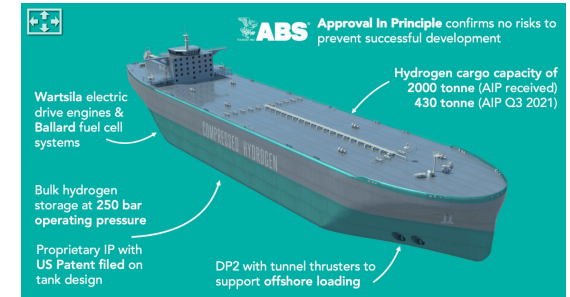 ABS
Approval In Principle confirms no risks to
prevent successful development
Hydrogen cargo capacity of
2000 tonne (AIP received)
430 tonne (AIP Q3 2021)
Wartsila electric
drive engines &
Ballard fuel cell
systems
COMPRESSED HYDROGEN
Bulk hydrogen
storage at 250 bar
operating pressure
Proprietary IP with
US Patent filed on
tank design
DP2 with tunnel thrusters to
support offshore loading